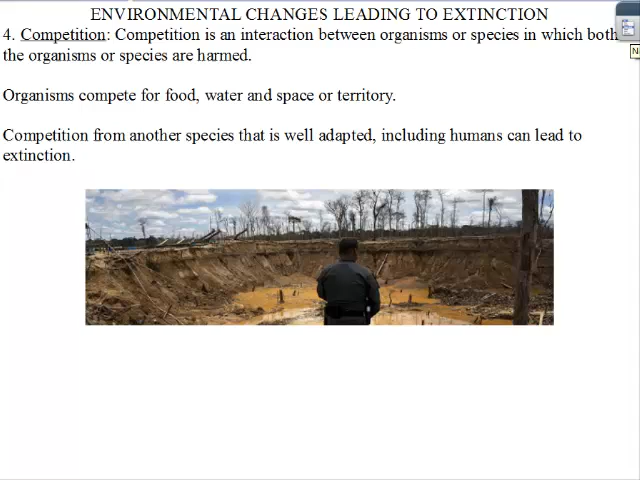 ENVIRONMENTAL CHANGES LEADING TO EXTINCTION
4. Competition: Competition is an interaction between organisms or species in which both
the organisms or species are harmed.
Organisms compete for food, water and space or territory.
Competition from another species that is well adapted, including humans can lead to
extinction.